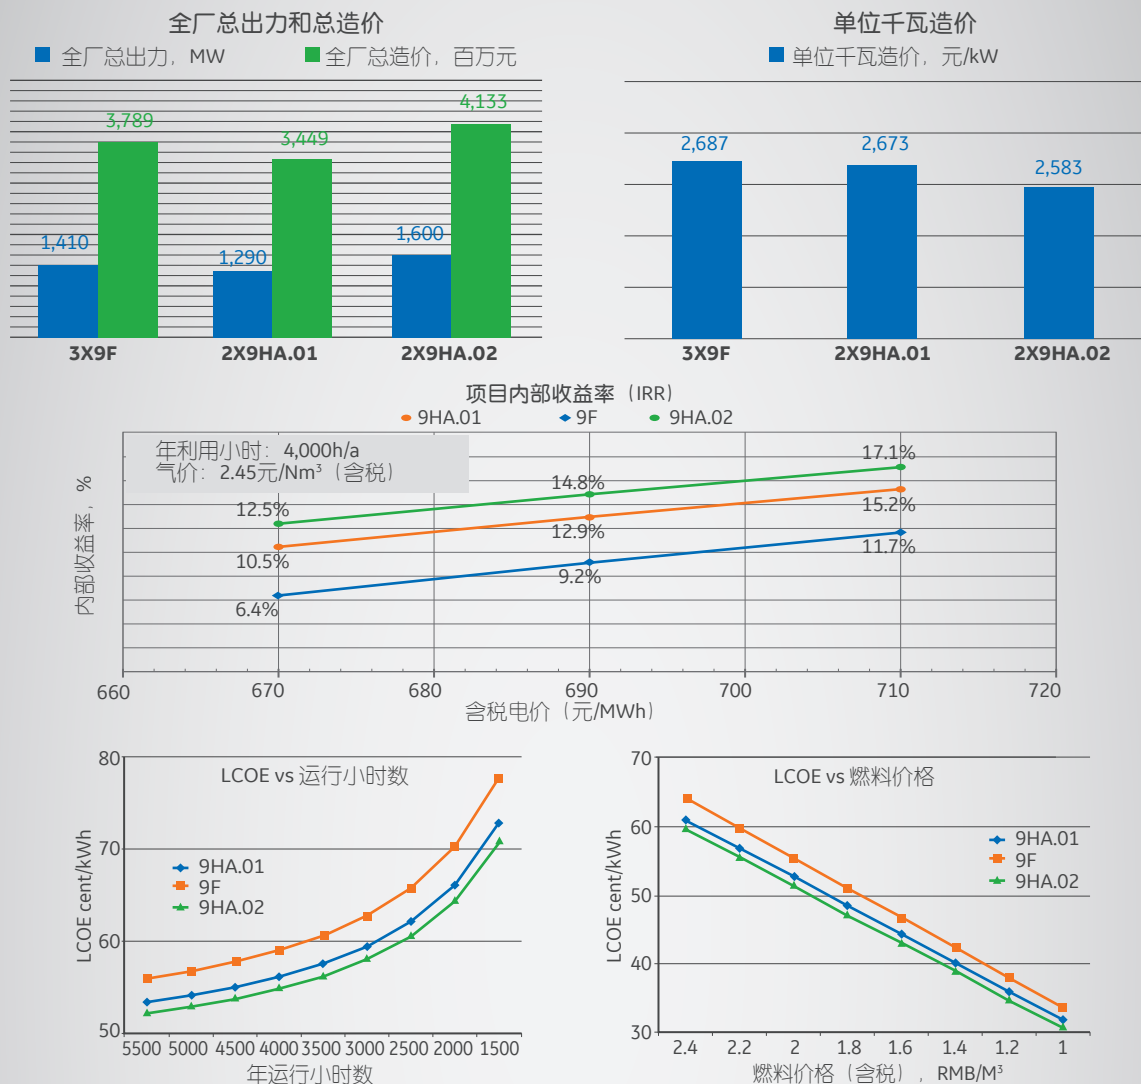 全厂总出力和总造价
全厂总出力，MW 全厂总造价，百万元
4,133
3,789
3,449
1,410
1,290
1,600
3X9F 2X9HA.01 2X9HA.02
单位千瓦造价
单位千瓦造价，元/kW
2,687
2,673
2,583
3X9F 2X9HA.01 2X9HA.02
项目内部收益率（IRR）
9HA.01 9F 9HA.02
年利用小时：4,000h/a
气价：2.45元/Nm³（含税）
内部收益率，%
12.5% 14.8% 17.1%
10.5% 12.9% 15.2%
6.4% 9.2% 11.7%
660 670 680 690 700 710 720
含税电价（元/MWh）
LCOE vs 运行小时数
LCOE cent/kWh
80
70
60
50
9HA.01
9F
9HA.02
5500 5000 4500 4000 3500 3000 2500 2000 1500
年运行小时数
LCOE vs 燃料价格
LCOE cent/kWh
70
60
50
40
30
9HA.01
9F
9HA.02
2.4 2.2 2 1.8 1.6 1.4 1.2 1
燃料价格（含税），RMB/M³